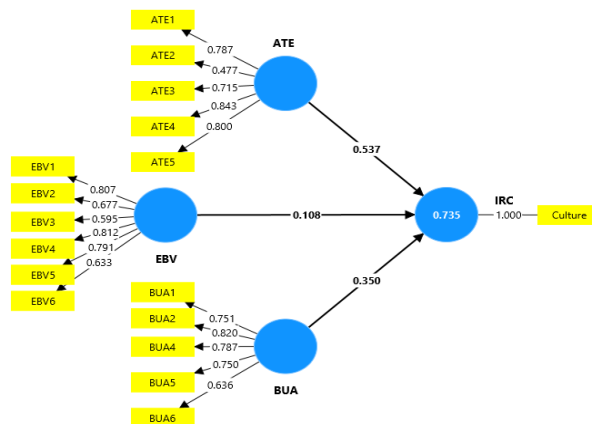 ATE1
ATE2
ATE3
ATE4
ATE5
0.787
0.477
0.715
0.843
0.800
ATE
0.537
EBV1
EBV2
EBV3
EBV4
EBV5
EBV6
0.807
0.677
0.595
0.812
0.791
0.633
EBV
0.108
IRC
0.735
1.000
Culture
BUA1
BUA2
BUA4
BUA5
BUA6
0.751
0.820
0.787
0.750
0.636
BUA
0.350